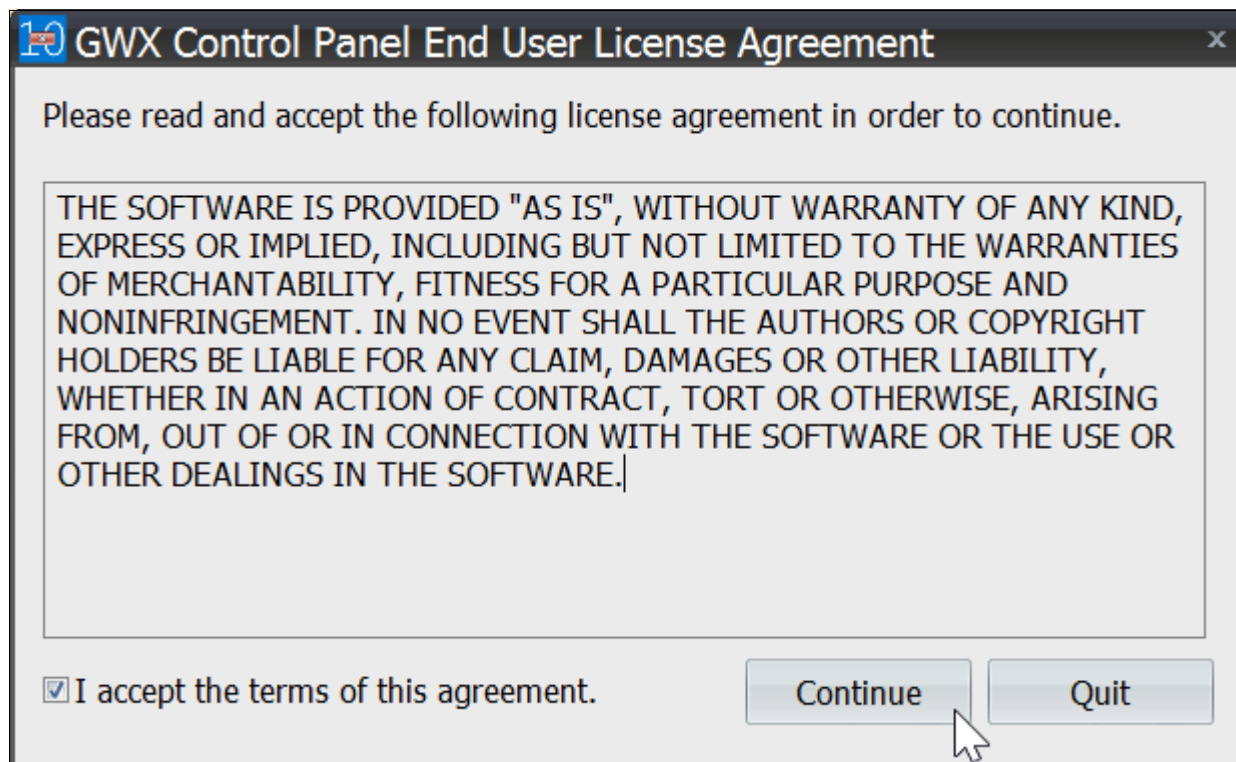 10 GWX Control Panel End User License Agreement x
Please read and accept the following license agreement in order to continue.
THE SOFTWARE IS PROVIDED "AS IS", WITHOUT WARRANTY OF ANY KIND,
EXPRESS OR IMPLIED, INCLUDING BUT NOT LIMITED TO THE WARRANTIES
OF MERCHANTABILITY, FITNESS FOR A PARTICULAR PURPOSE AND
NONINFRINGEMENT. IN NO EVENT SHALL THE AUTHORS OR COPYRIGHT
HOLDERS BE LIABLE FOR ANY CLAIM, DAMAGES OR OTHER LIABILITY,
WHETHER IN AN ACTION OF CONTRACT, TORT OR OTHERWISE, ARISING
FROM, OUT OF OR IN CONNECTION WITH THE SOFTWARE OR THE USE OR
OTHER DEALINGS IN THE SOFTWARE.
I accept the terms of this agreement. Continue Quit